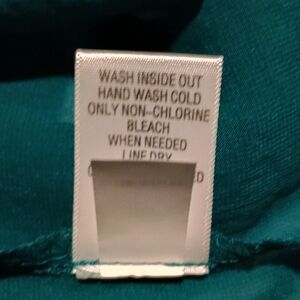 WASH INSIDE OUT
HAND WASH COLD
ONLY NON-CHLORINE
BLEACH
WHEN NEEDED
LINE DRY